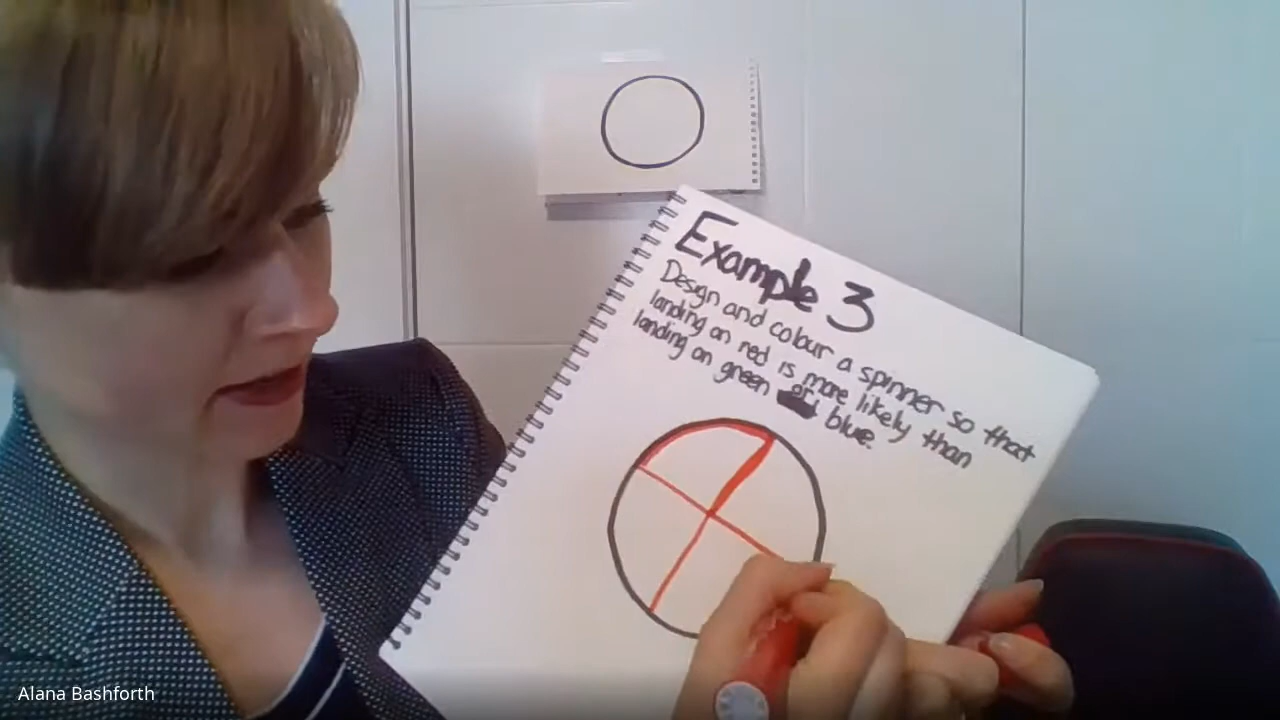 Example 3
Design and colour a spinner so that
landing on red is more likely than
landing on green or blue.
Alana Bashforth